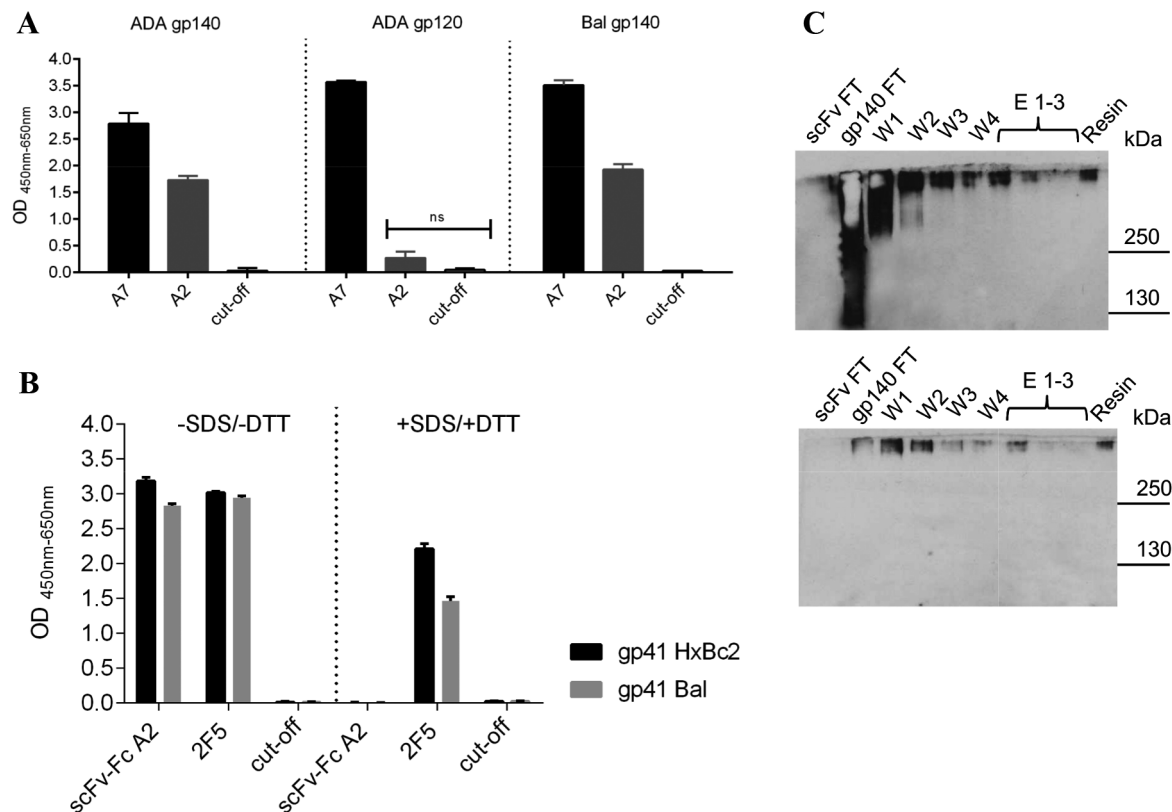 A
ADA gp140
ADA gp120
Bal gp140
OD 450nm-650nm
4.0
3.5
3.0
2.5
2.0
1.5
1.0
0.5
0.0
ns
A7
A2
cut-off
A7
A2
cut-off
A7
A2
cut-off
B
-SDS/-DTT
+SDS/+DTT
OD 450nm-650nm
4.0
3.5
3.0
2.5
2.0
1.5
1.0
0.5
0.0
scFv-Fc A2
2F5
cut-off
scFv-Fc A2
2F5
cut-off
gp41 HxBc2
gp41 Bal
C
scFv FT
gp140 FT
W1
W2
W3
W4
E 1-3
Resin
kDa
250
130
scFv FT
gp140 FT
W1
W2
W3
W4
E 1-3
Resin
kDa
250
130